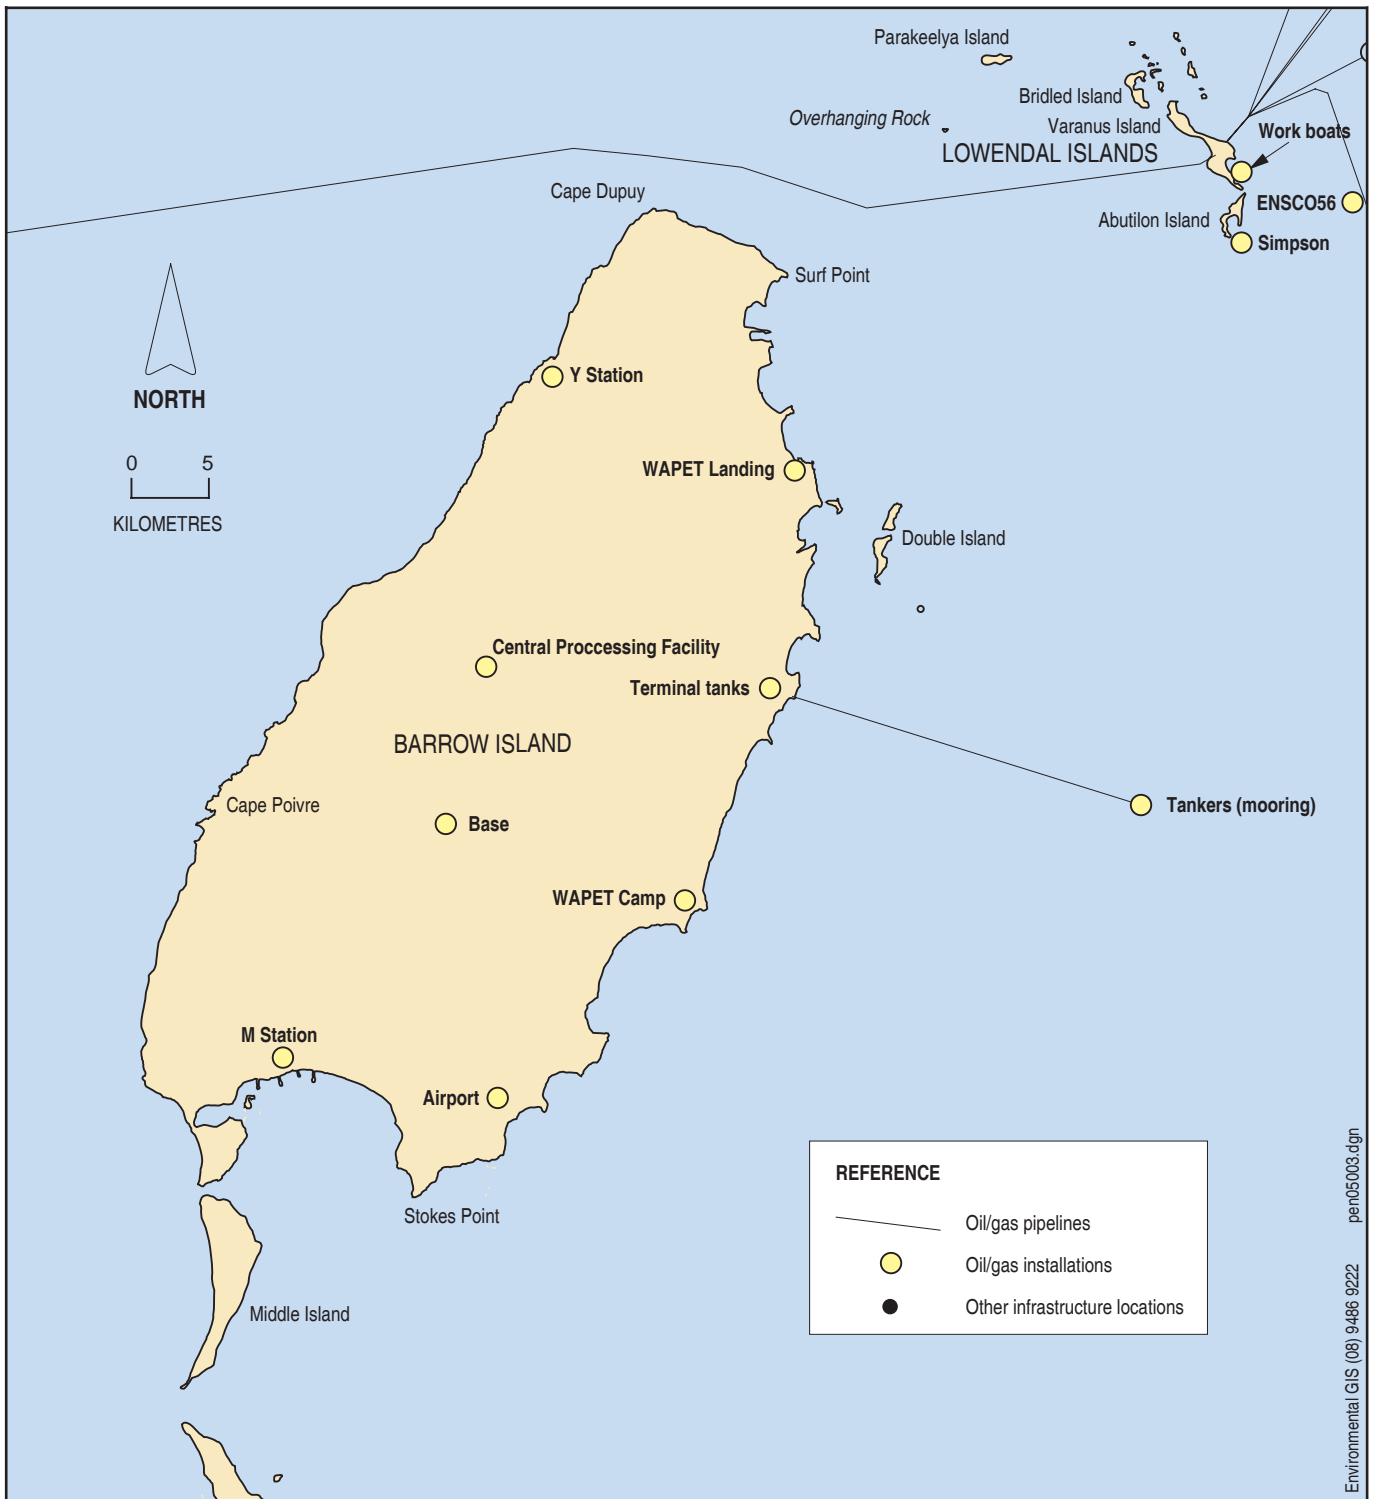 Parakeelya Island
Bridled Island
Overhanging Rock
Varanus Island
Work boats
LOWENDAL ISLANDS
Cape Dupuy
ENSCO56
Abutilon Island
Simpson
Surf Point
Y Station
NORTH
0 5
KILOMETRES
WAPET Landing
Double Island
Central Proccessing Facility
Terminal tanks
BARROW ISLAND
Cape Poivre
Tankers (mooring)
Base
WAPET Camp
M Station
Airport
Stokes Point
Middle Island
REFERENCE
Oil/gas pipelines
Oil/gas installations
Other infrastructure locations
Environmental GIS (08) 9486 9222 pen05003.dgn